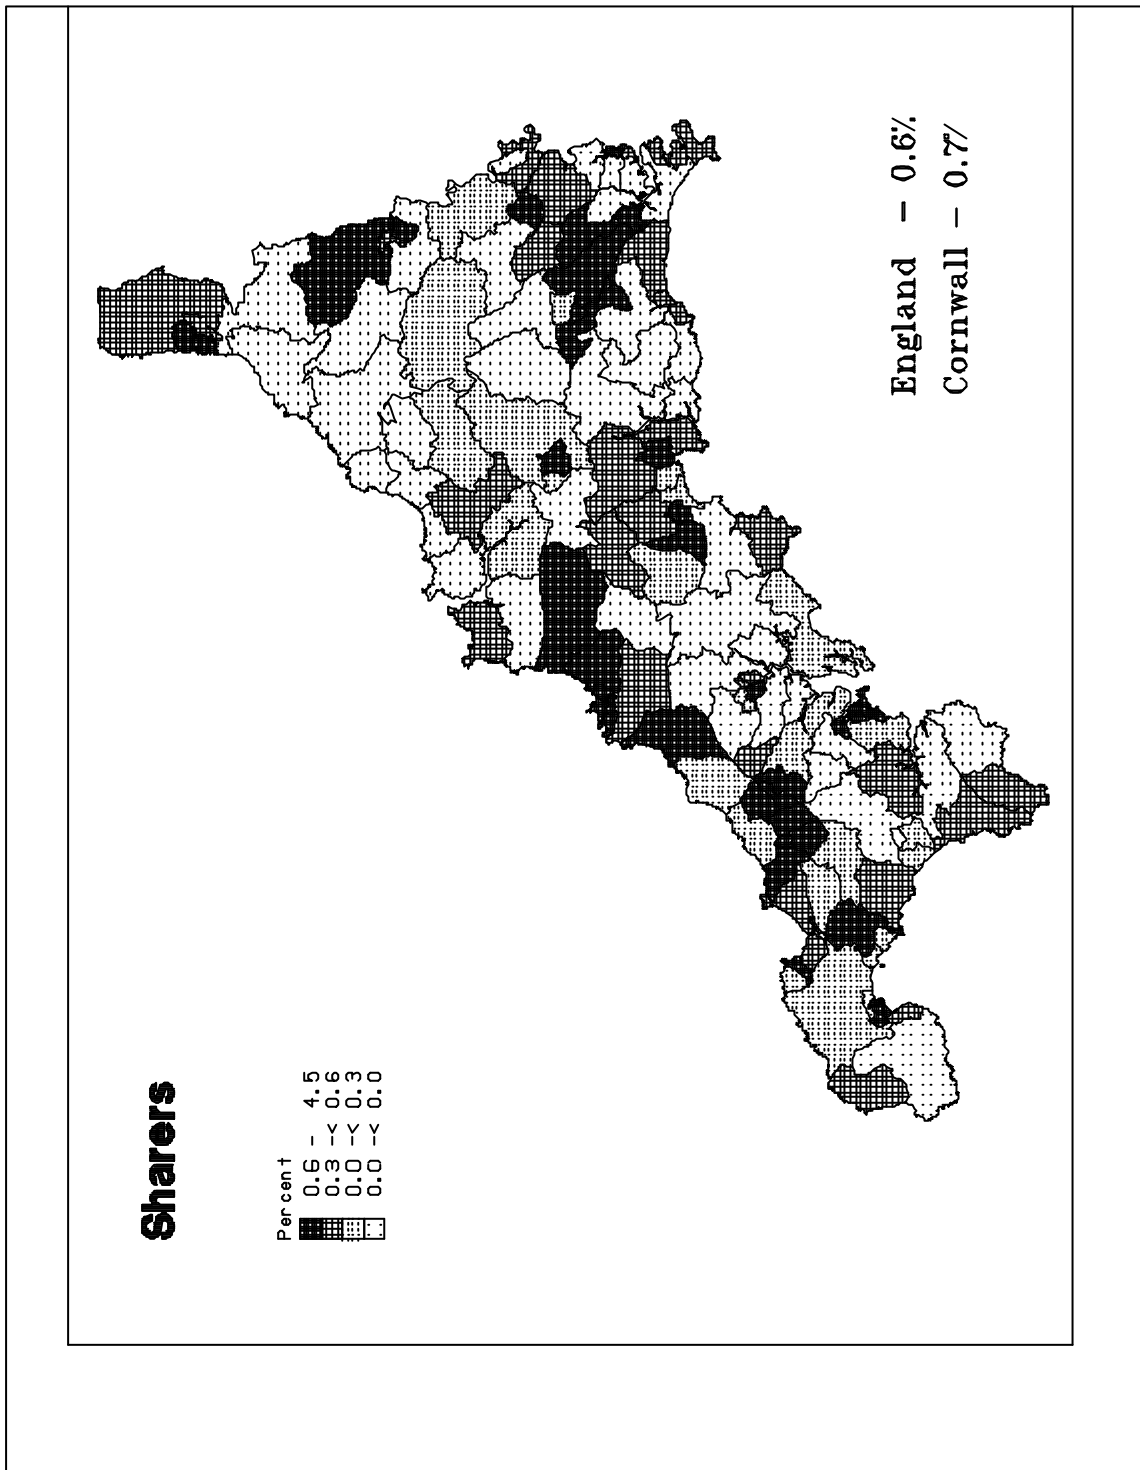 Sharers
Percent
0.6 - 4.5
0.3 -< 0.6
0.0 -< 0.3
0.0 -< 0.0
England - 0.6%
Cornwall - 0.7%